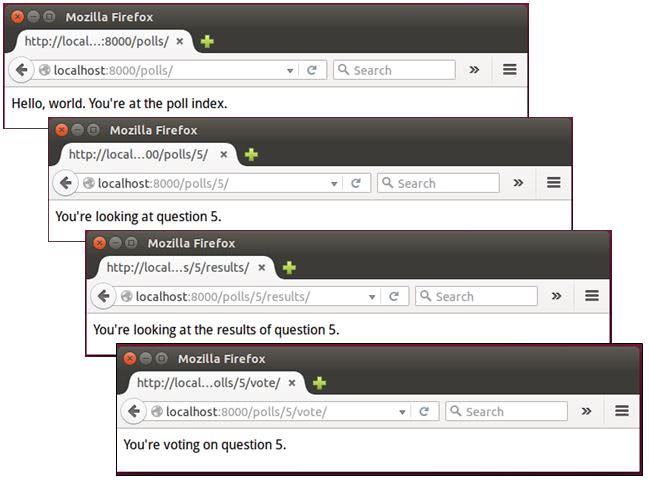 Mozilla Firefox
http://local...:8000/polls/
localhost:8000/polls/ Search
Hello, world. You're at the poll index.
Mozilla Firefox
http://local...00/polls/5/
localhost:8000/polls/5/ Search
You're looking at question 5.
Mozilla Firefox
http://local...s/5/results/
localhost:8000/polls/5/results/ Search
You're looking at the results of question 5.
Mozilla Firefox
http://local...olls/5/vote/
localhost:8000/polls/5/vote/ Search
You're voting on question 5.